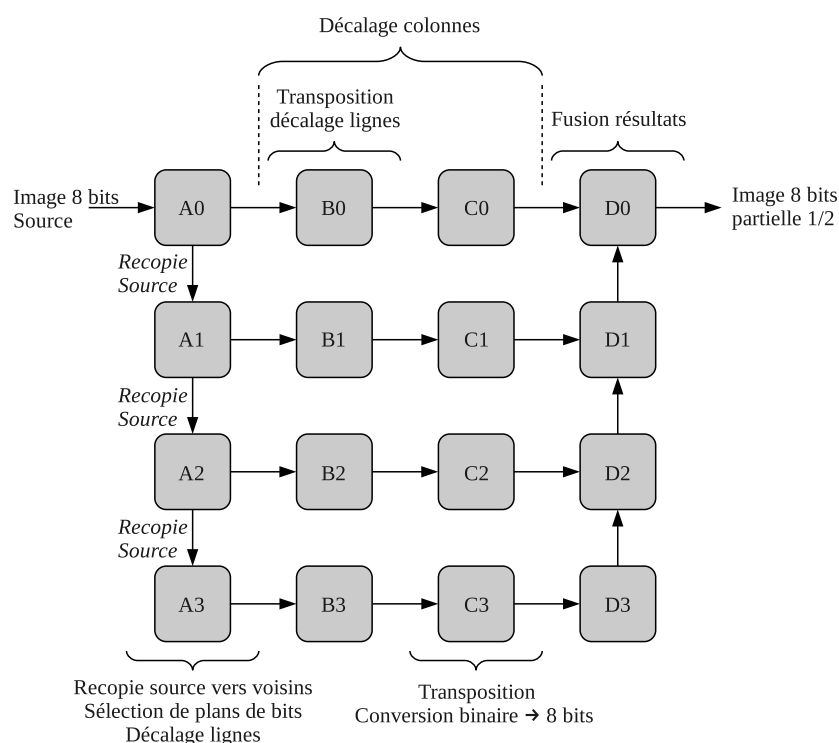 Décalage colonnes
Transposition
décalage lignes
Fusion résultats
Image 8 bits
Source
A0
B0
C0
D0
Image 8 bits
partielle 1/2
Recopie
Source
A1
B1
C1
D1
Recopie
Source
A2
B2
C2
D2
Recopie
Source
A3
B3
C3
D3
Recopie source vers voisins
Sélection de plans de bits
Décalage lignes
Transposition
Conversion binaire → 8 bits